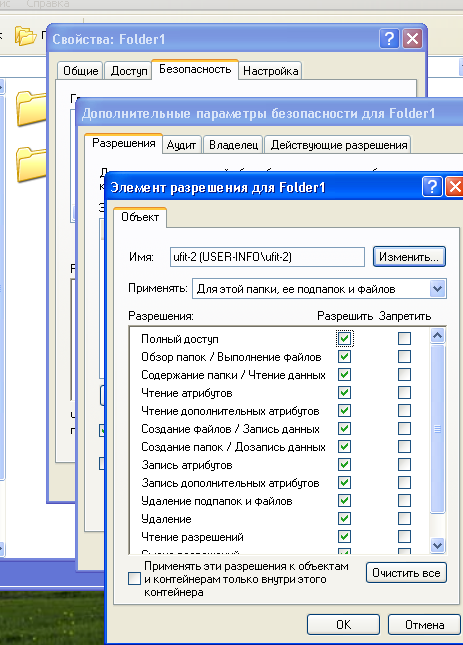 Справка
Свойства: Folder1
Общие
Доступ
Безопасность
Настройка
Дополнительные параметры безопасности для Folder1
Разрешения
Аудит
Владелец
Действующие разрешения
Элемент разрешения для Folder1
Объект
Имя:
ufit-2 (USER-INFO\ufit-2)
Изменить...
Применять:
Для этой папки, ее подпапок и файлов
Разрешения: Разрешить Запретить
Полный доступ
Обзор папок / Выполнение файлов
Содержание папки / Чтение данных
Чтение атрибутов
Чтение дополнительных атрибутов
Создание файлов / Запись данных
Создание папок / Дозапись данных
Запись атрибутов
Запись дополнительных атрибутов
Удаление подпапок и файлов
Удаление
Чтение разрешений
Применять эти разрешения к объектам
и контейнерам только внутри этого
контейнера
Очистить все
OK
Отмена